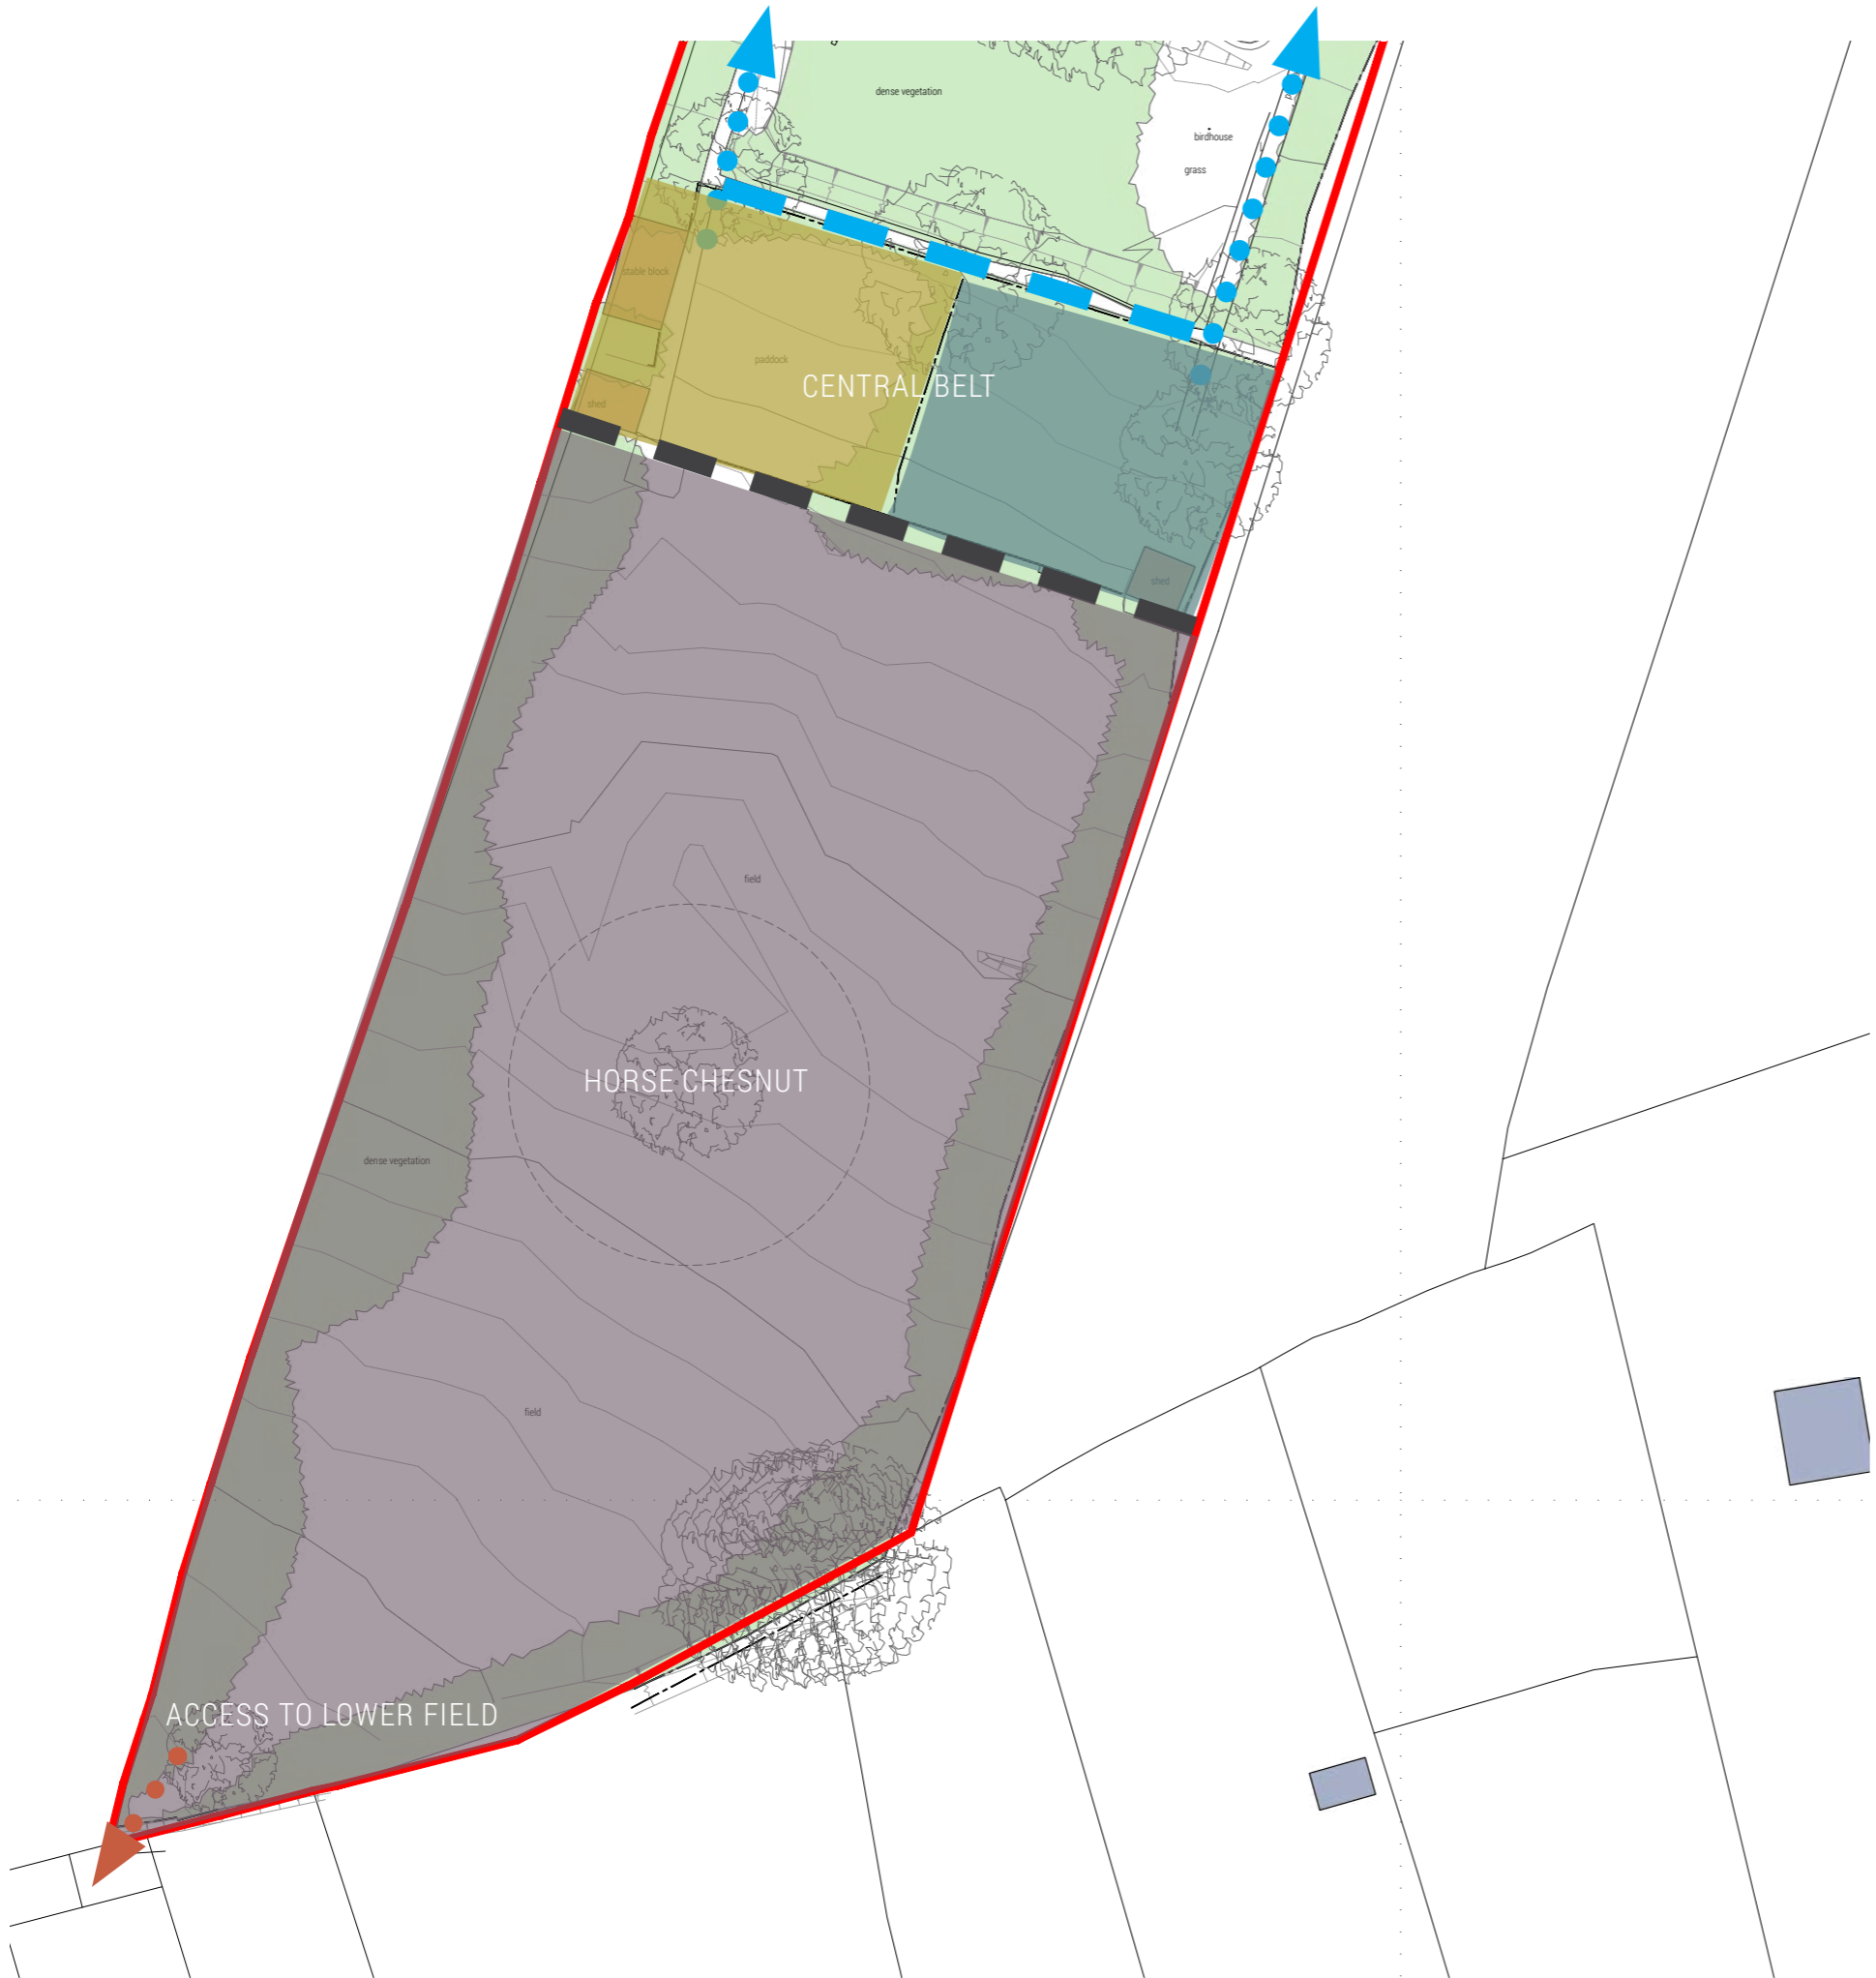 dense vegetation
birdhouse
grass
stable block
paddock
CENTRAL BELT
shed
shed
field
HORSE CHESNUT
dense vegetation
field
ACCESS TO LOWER FIELD